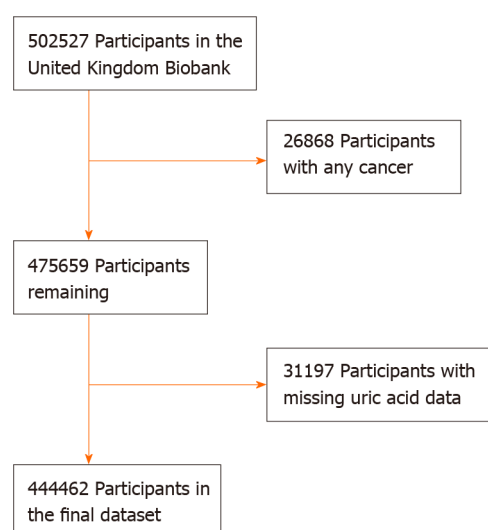 502527 Participants in the
United Kingdom Biobank
26868 Participants
with any cancer
475659 Participants
remaining
31197 Participants with
missing uric acid data
444462 Participants in
the final dataset